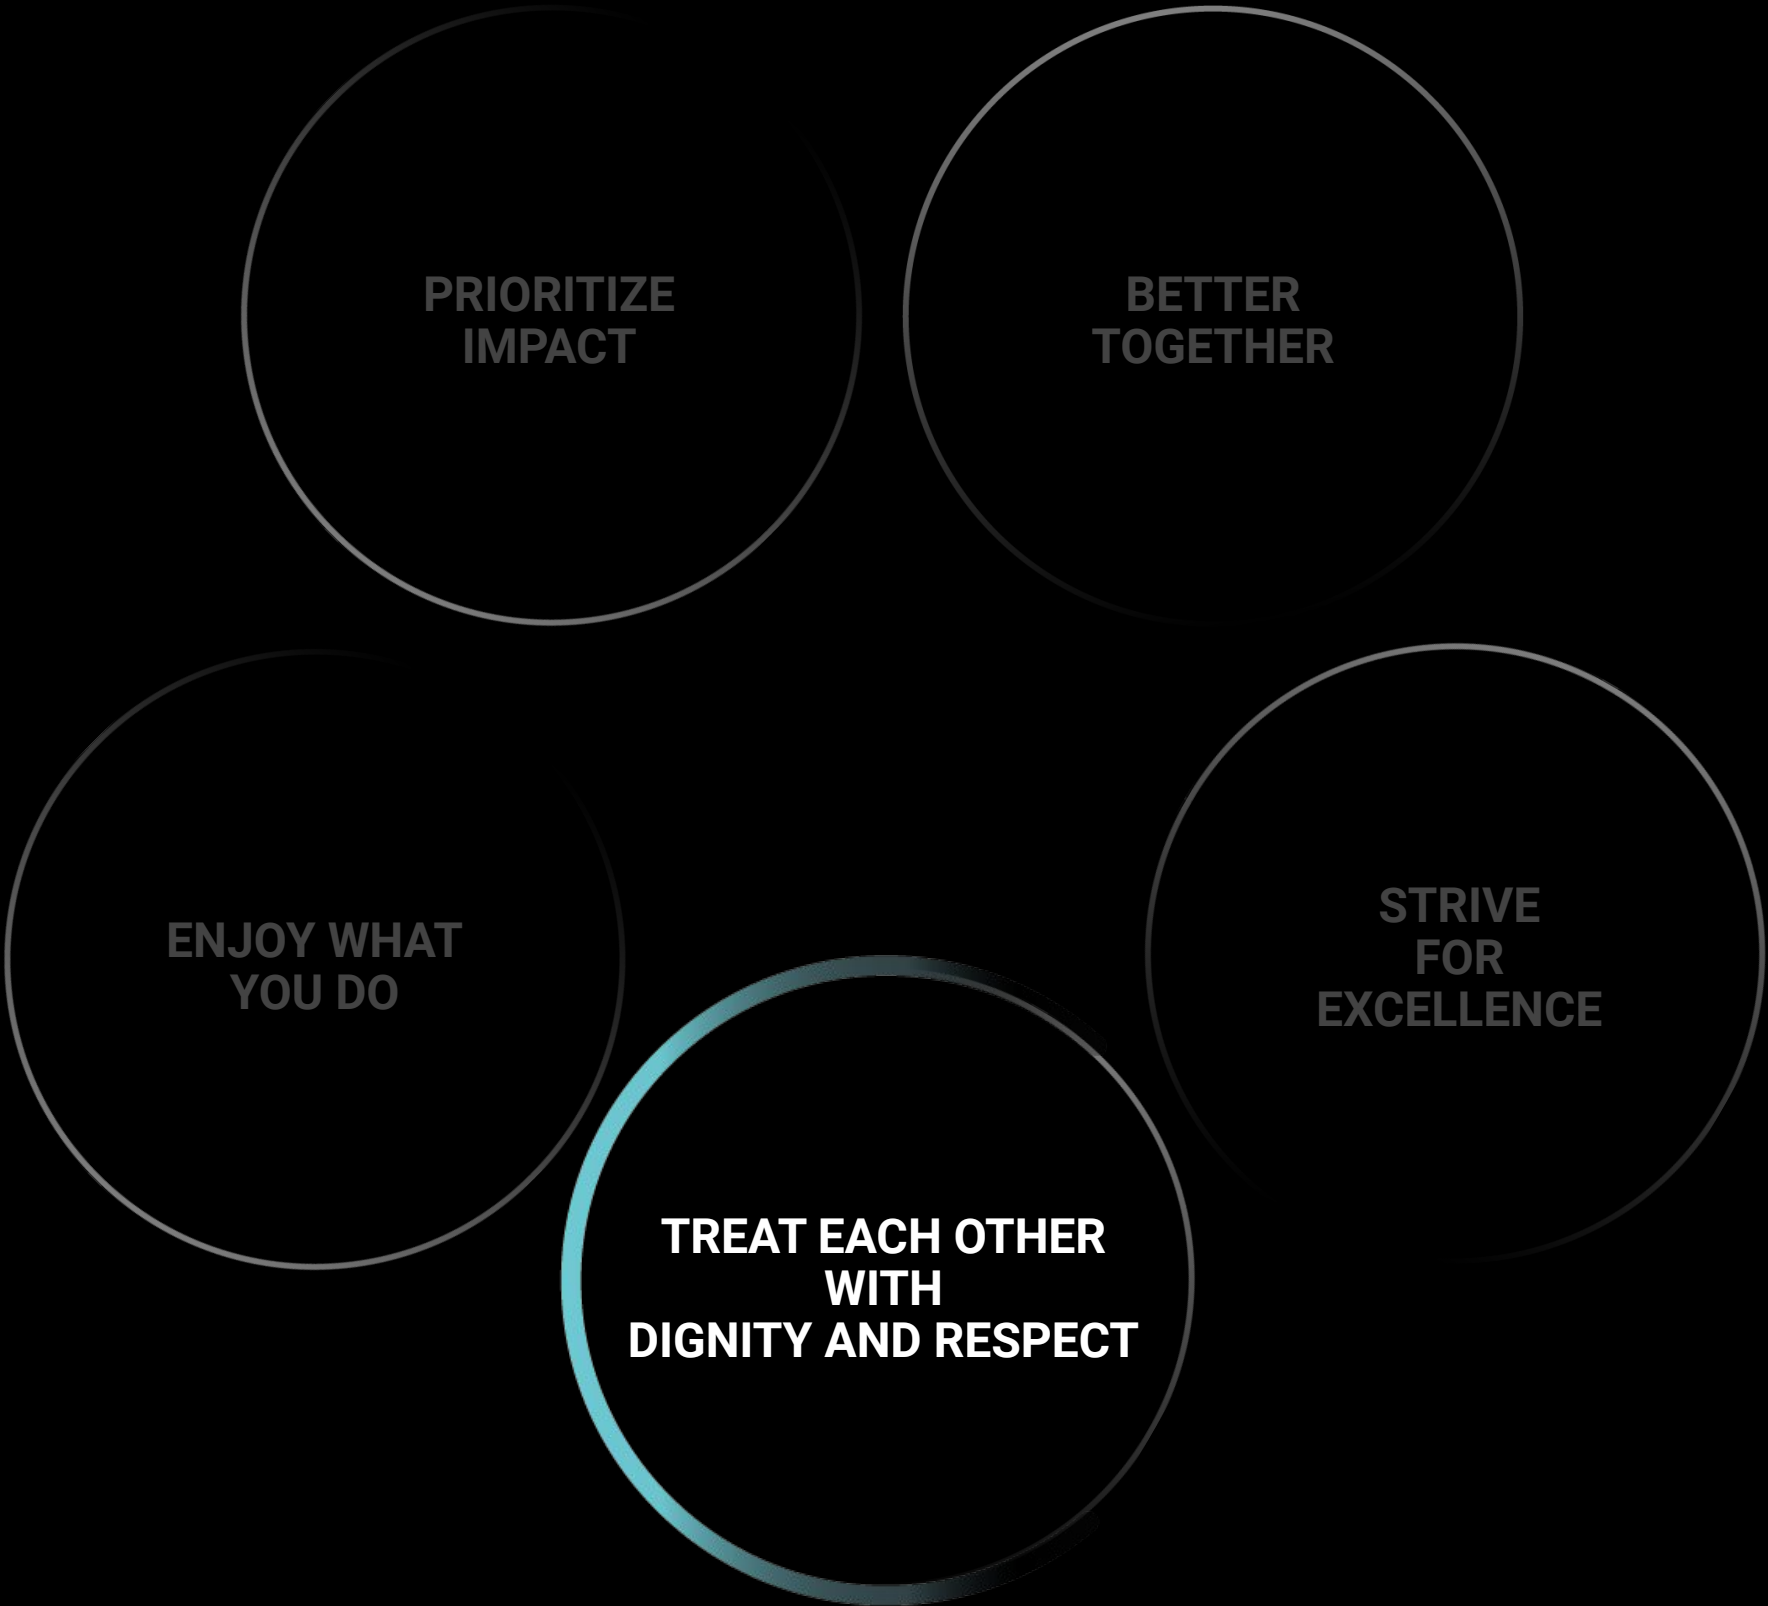 PRIORITIZE
IMPACT
BETTER
TOGETHER
ENJOY WHAT
YOU DO
STRIVE
FOR
EXCELLENCE
TREAT EACH OTHER
WITH
DIGNITY AND RESPECT